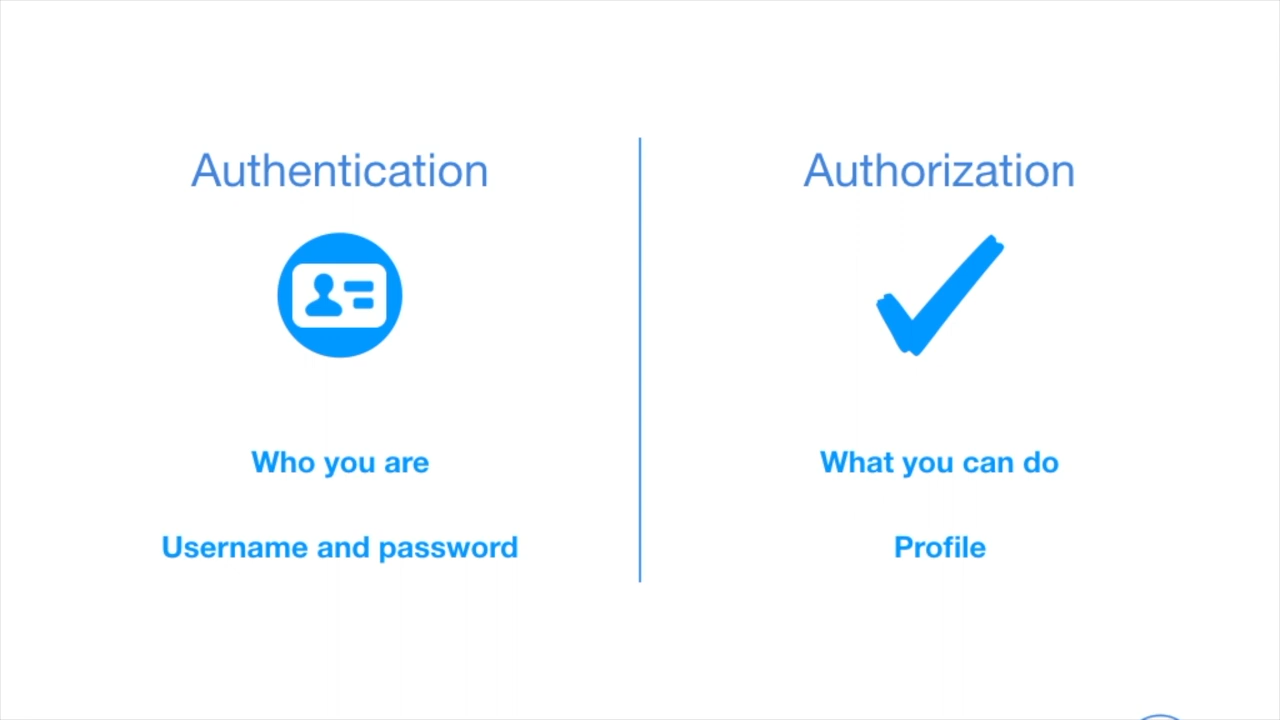 Authentication
Who you are
Username and password
Authorization
What you can do
Profile